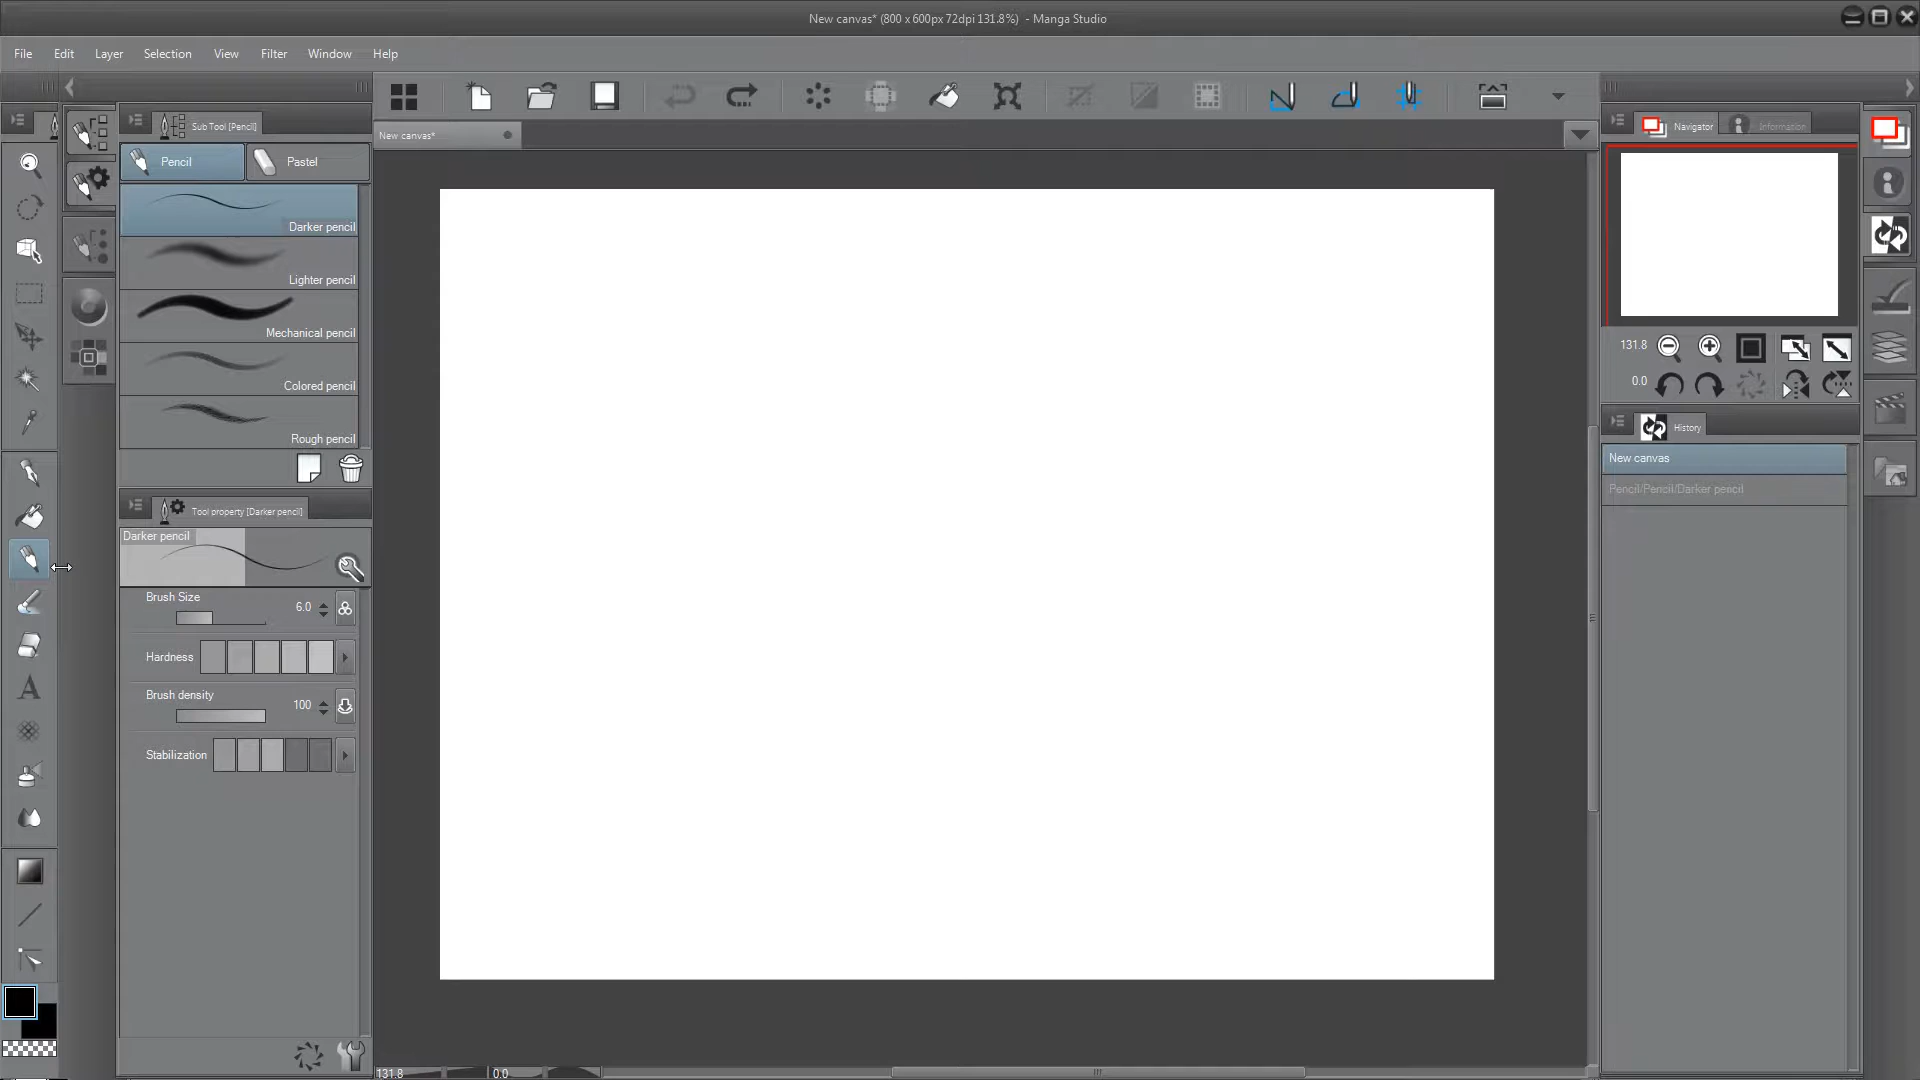 New canvas* (800 x 600px 72dpi 131.8%) - Manga Studio
File Edit Layer Selection View Filter Window Help
Sub Tool [Pencil]
New canvas*
Navigator Information
Pencil Pastel
Darker pencil
Lighter pencil
Mechanical pencil
Colored pencil
Rough pencil
131.8
0.0
History
New canvas
Pencil/Pencil/Darker pencil
Tool property [Darker pencil]
Darker pencil
Brush Size 6.0
Hardness
Brush density 100
Stabilization
A
131.8 0.0